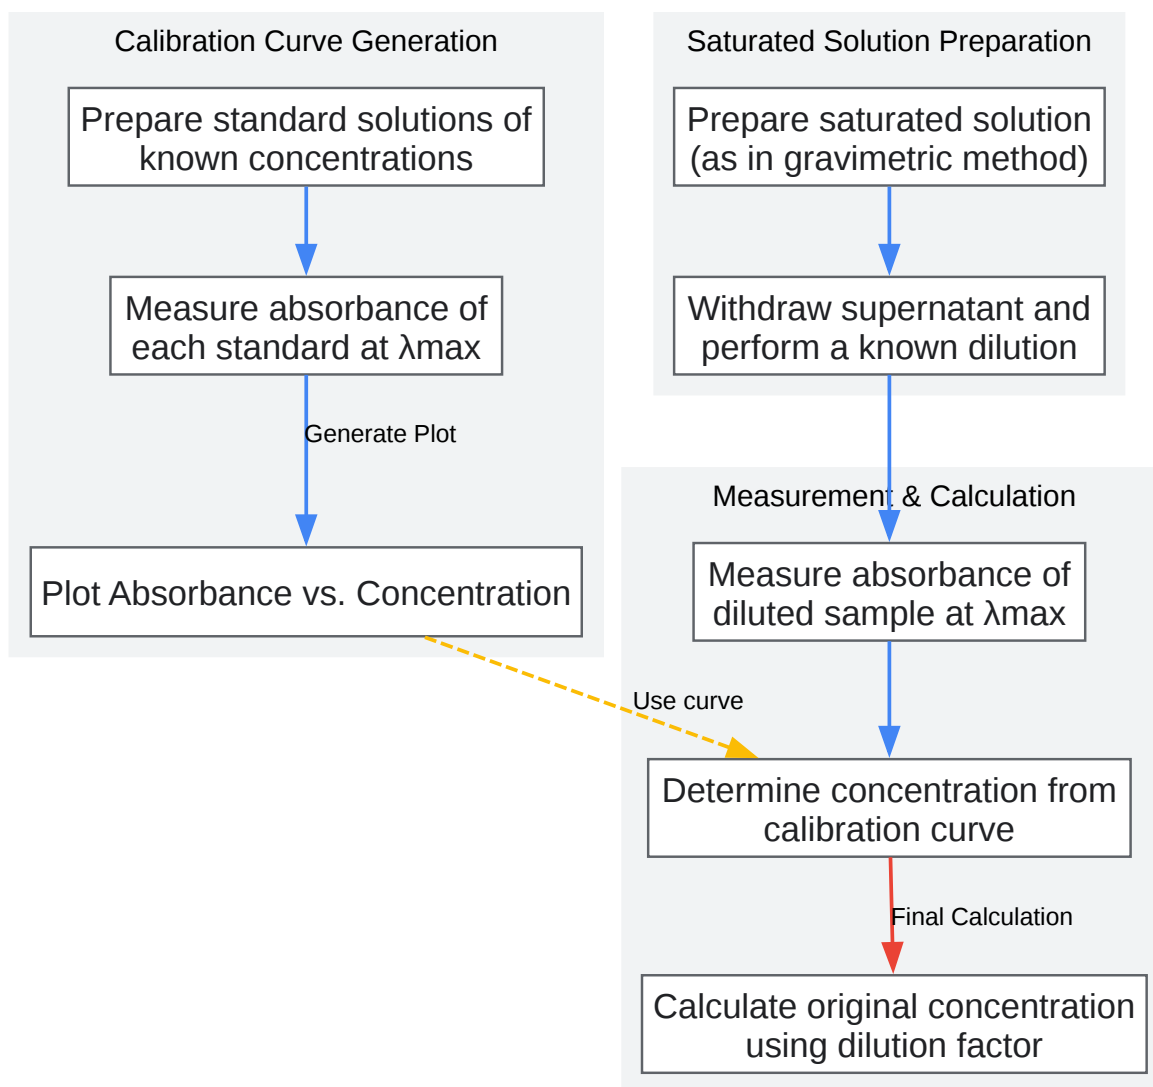 Calibration Curve Generation
Prepare standard solutions of
known concentrations
Measure absorbance of
each standard at λmax
Generate Plot
Plot Absorbance vs. Concentration
Saturated Solution Preparation
Prepare saturated solution
(as in gravimetric method)
Withdraw supernatant and
perform a known dilution
Measurement & Calculation
Measure absorbance of
diluted sample at λmax
Use curve
Determine concentration from
calibration curve
Final Calculation
Calculate original concentration
using dilution factor